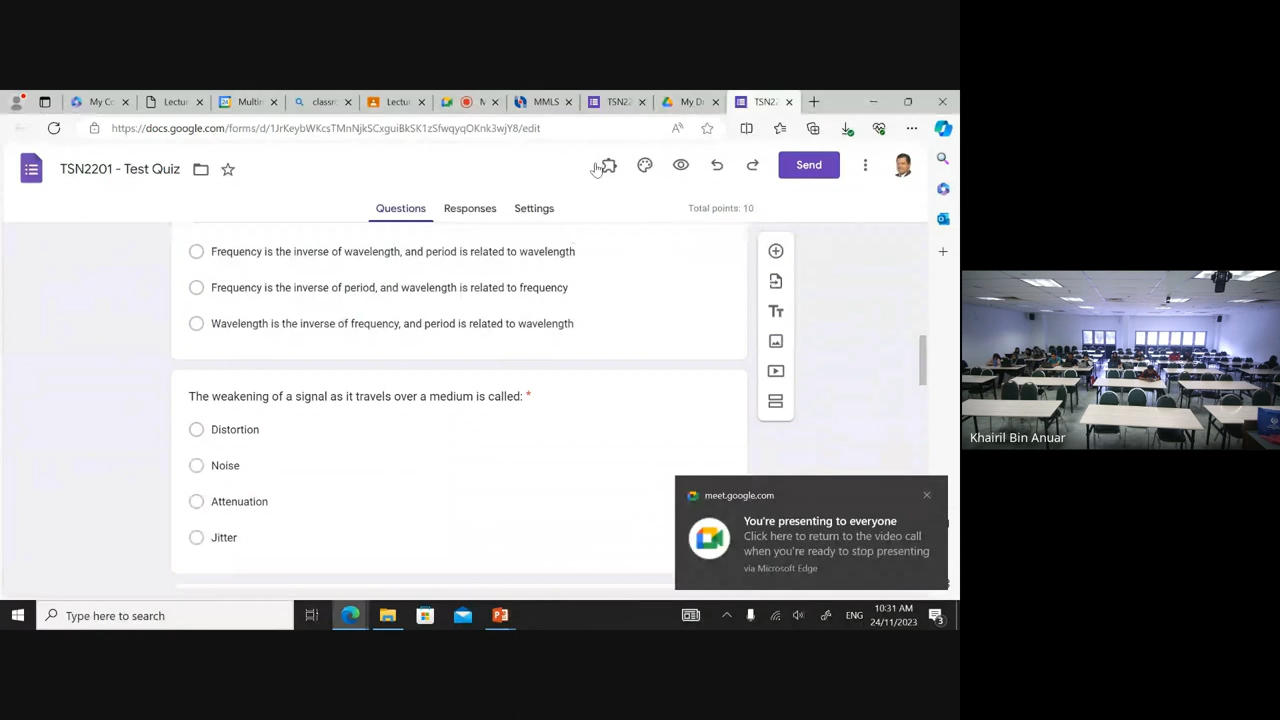 My Co
Lectur
Multin
classr
Lectur
M
MMLS
TSN22
My Dr
TSN22
https://docs.google.com/forms/d/1JrKeybWKcsTMnNjkSCxguiBkSK1zSfwqyqOKnk3wjY8/edit
TSN2201 - Test Quiz
Send
Questions
Responses
Settings
Total points: 10
Frequency is the inverse of wavelength, and period is related to wavelength
Frequency is the inverse of period, and wavelength is related to frequency
Wavelength is the inverse of frequency, and period is related to wavelength
The weakening of a signal as it travels over a medium is called: *
Distortion
Noise
Attenuation
Jitter
meet.google.com
You're presenting to everyone
Click here to return to the video call
when you're ready to stop presenting
via Microsoft Edge
Khairil Bin Anuar
Type here to search
ENG
10:31 AM
24/11/2023
3